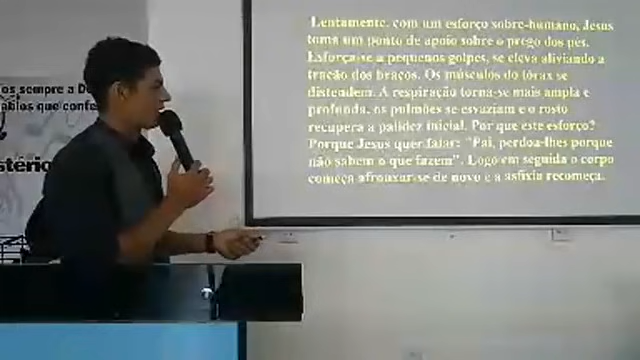 Lentamente, com um esforço sobre-humano, Jesus
toma um ponto de apoio sobre o prego dos pés.
Esforça-se a pequenos golpes, se eleva aliviando a
tração dos braços. Os músculos do tórax se
distendem. A respiração torna-se mais ampla e
profunda, os pulmões se esvaziam e o rosto
recupera a palidez inicial. Por que este esforço?
Porque Jesus quer falar: "Pai, perdoa-lhes porque
não sabem o que fazem". Logo em seguida o corpo
começa afrouxar-se de novo e a asfixia recomeça.
os sempre a D
ábios que confe
stério